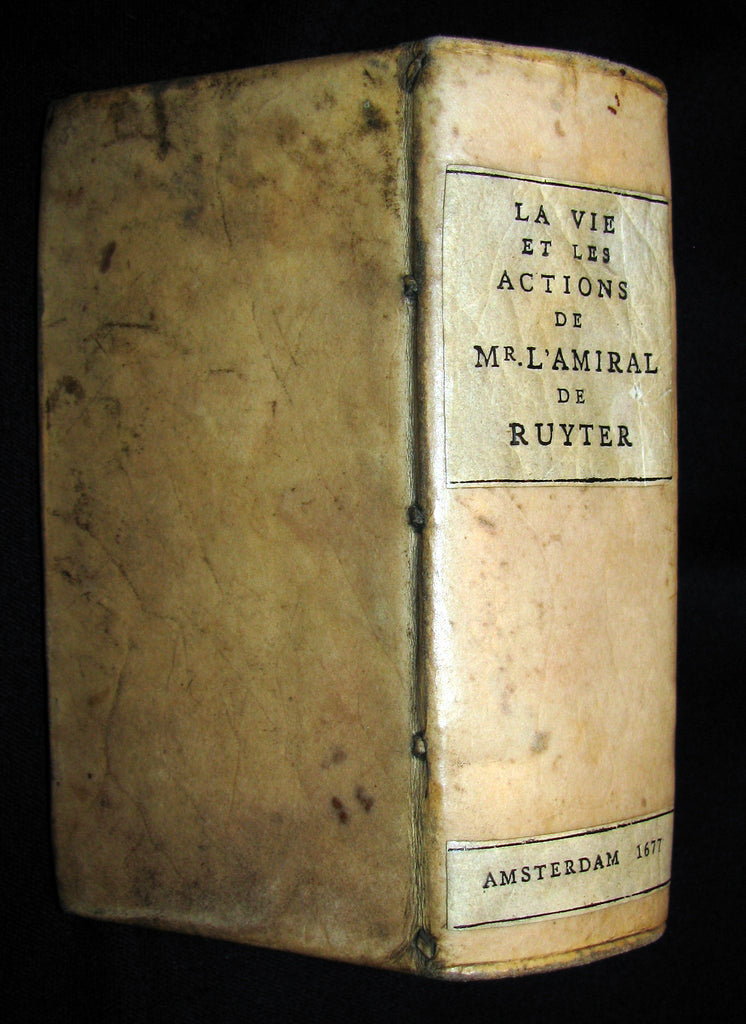 LA VIE
ET LES
ACTIONS
DE
MR. L'AMIRAL
DE
RUYTER
AMSTERDAM 1677